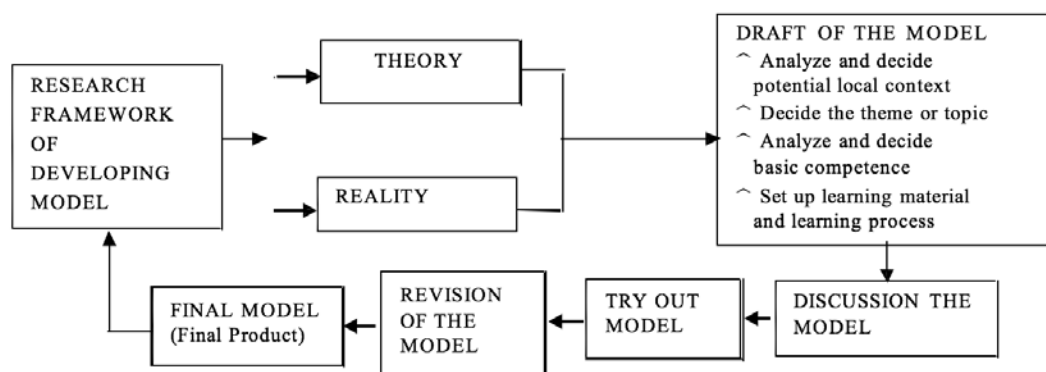 RESEARCH
FRAMEWORK
OF
DEVELOPING
MODEL
THEORY
REALITY
DRAFT OF THE MODEL
⌒ Analyze and decide
potential local context
⌒ Decide the theme or topic
⌒ Analyze and decide
basic competence
⌒ Set up learning material
and learning process
DISCUSSION THE
MODEL
TRY OUT
MODEL
REVISION
OF THE
MODEL
FINAL MODEL
(Final Product)